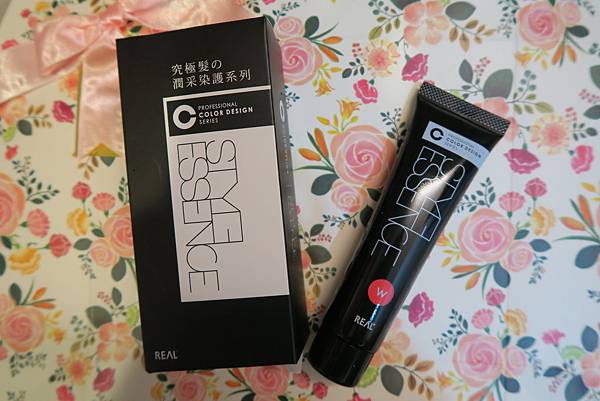 究極髮の
潤采染護系列
C
PROFESSIONAL
COLOR DESIGN
SERIES
STYLE
ESSENCE
REAL
C
PROFESSIONAL
COLOR DESIGN
SERIES
STYLE
ESSENCE
W
REAL